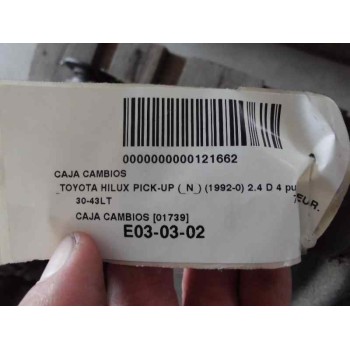 0000000000121662
CAJA CAMBIOS
_TOYOTA HILUX PICK-UP (_N_) (1992-0) 2.4 D 4 pu
30-43LT
CAJA CAMBIOS [01739]
E03-03-02